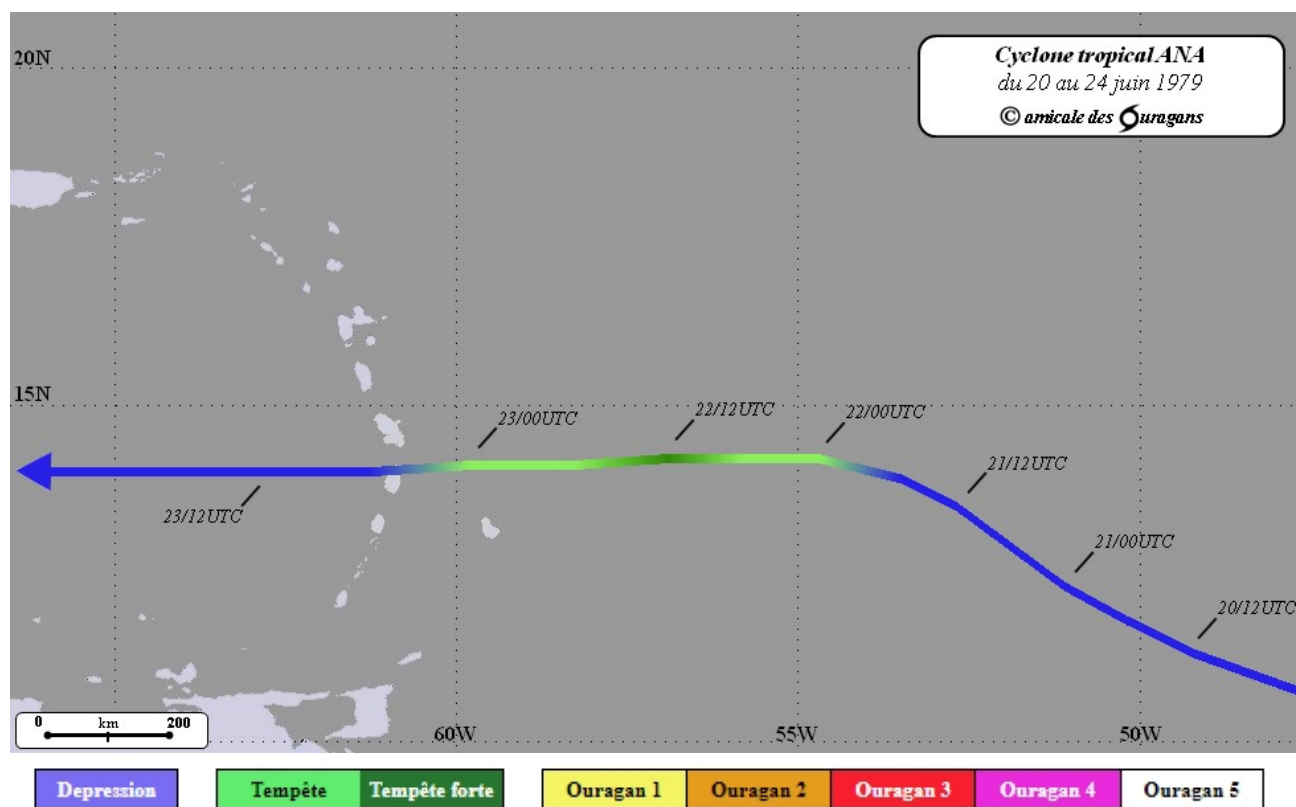 20N
Cyclone tropical ANA
du 20 au 24 juin 1979
© amicale des Ouragans
15N
23/00UTC
22/12UTC
22/00UTC
21/12UTC
23/12UTC
21/00UTC
20/12UTC
0 km 200
60W
55W
50W
Depression
Tempête
Tempête forte
Ouragan 1
Ouragan 2
Ouragan 3
Ouragan 4
Ouragan 5